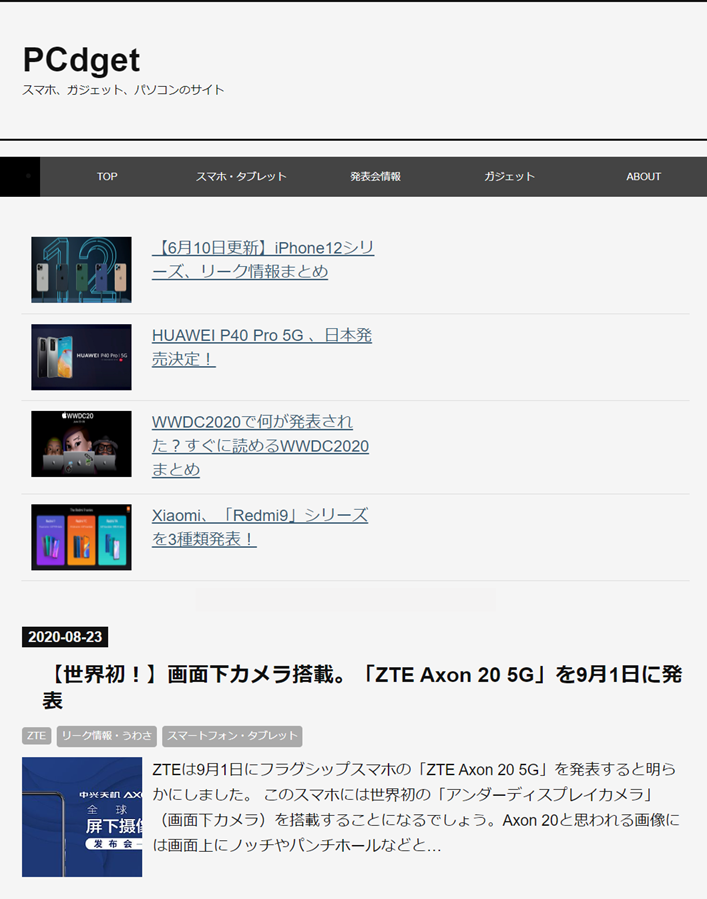 PCdget
スマホ、ガジェット、パソコンのサイト
TOP
スマホ・タブレット
発表会情報
ガジェット
ABOUT
12
【6月10日更新】iPhone12シリ
ーズ、リーク情報まとめ
HUAWEI P40 Pro | 5G
HUAWEI P40 Pro 5G 、日本発
売決定！
WWDC20
WWDC2020で何が発表され
た？すぐに読めるWWDC2020
まとめ
Xiaomi、「Redmi9」シリーズ
を3種類発表！
2020-08-23
【世界初！】画面下カメラ搭載。「ZTE Axon 20 5G」を9月1日に発
表
ZTE
リーク情報・うわさ
スマートフォン・タブレット
中兴天机 AX
全球
屏下摄
发布会
ZTEは9月1日にフラグシップスマホの「ZTE Axon 20 5G」を発表すると明ら
かにしました。 このスマホには世界初の「アンダーディスプレイカメラ」
（画面下カメラ）を搭載することになるでしょう。Axon 20と思われる画像に
は画面上にノッチやパンチホールなどと…